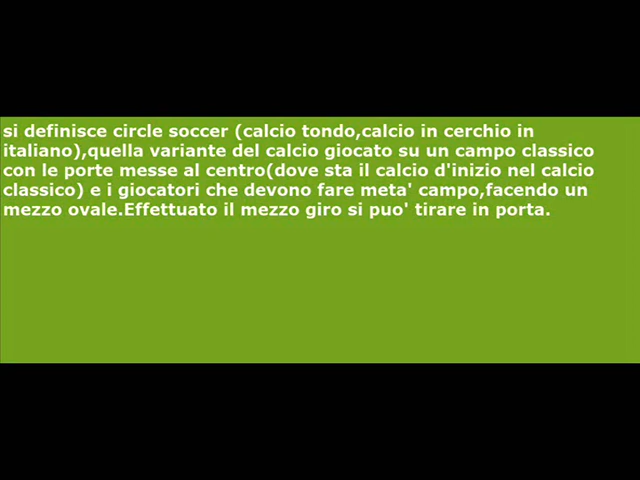 si definisce circle soccer (calcio tondo,calcio in cerchio in
italiano),quella variante del calcio giocato su un campo classico
con le porte messe al centro(dove sta il calcio d'inizio nel calcio
classico) e i giocatori che devono fare meta' campo,facendo un
mezzo ovale.Effettuato il mezzo giro si puo' tirare in porta.